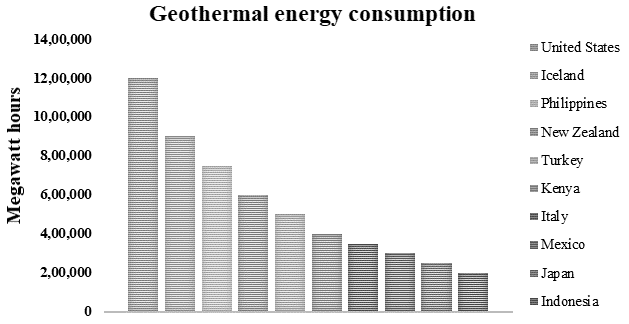 Geothermal energy consumption
Megawatt hours
14,00,000
12,00,000
10,00,000
8,00,000
6,00,000
4,00,000
2,00,000
0
United States
Iceland
Philippines
New Zealand
Turkey
Kenya
Italy
Mexico
Japan
Indonesia